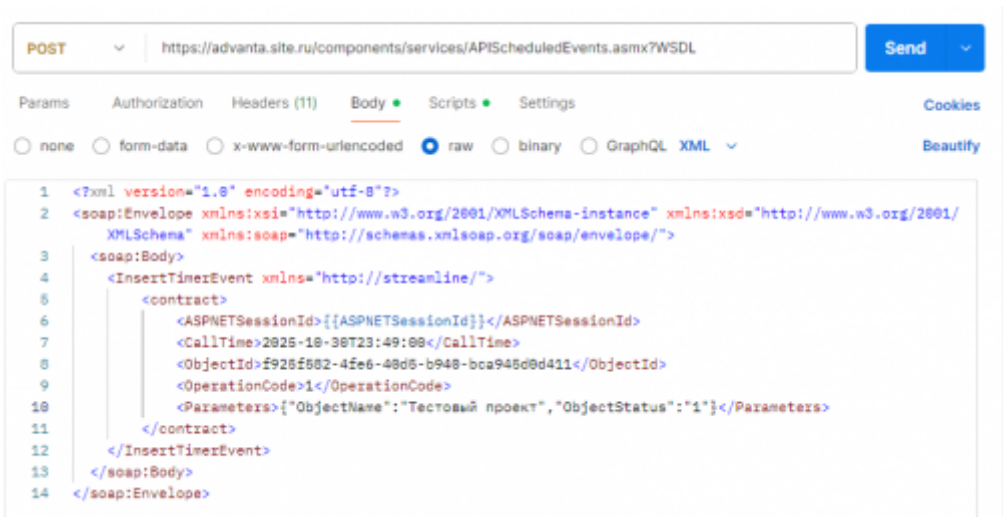 POST https://advanta.site.ru/components/services/APIScheduledEvents.asmx?WSDL Send
Params Authorization Headers (11) Body Scripts Settings Cookies
none form-data x-www-form-urlencoded raw binary GraphQL XML Beautify
1 <?xml version="1.0" encoding="utf-8"?>
2 <soap:Envelope xmlns:xsi="http://www.w3.org/2001/XMLSchema-instance" xmlns:xsd="http://www.w3.org/2001/
XMLSchema" xmlns:soap="http://schemas.xmlsoap.org/soap/envelope/">
3 <soap:Body>
4 <InsertTimerEvent xmlns="http://streamline/">
5 <contract>
6 <ASPNETSessionId>{{ASPNETSessionId}}</ASPNETSessionId>
7 <CallTime>2025-10-30T23:49:00</CallTime>
8 <ObjectId></ObjectId>
9 <OperationCode>1</OperationCode>
10 <Parameters>{"ObjectName":"Тестовый проект","ObjectStatus":"1"}</Parameters>
11 </contract>
12 </InsertTimerEvent>
13 </soap:Body>
14 </soap:Envelope>